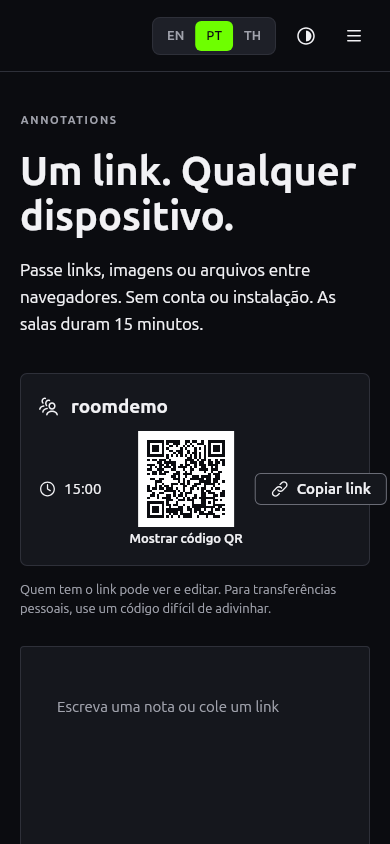 EN PT TH
ANNOTATIONS
Um link. Qualquer
dispositivo.
Passe links, imagens ou arquivos entre
navegadores. Sem conta ou instalação. As
salas duram 15 minutos.
roomdemo
15:00
Mostrar código QR
Copiar link
Quem tem o link pode ver e editar. Para transferências
pessoais, use um código difícil de adivinhar.
Escreva uma nota ou cole um link